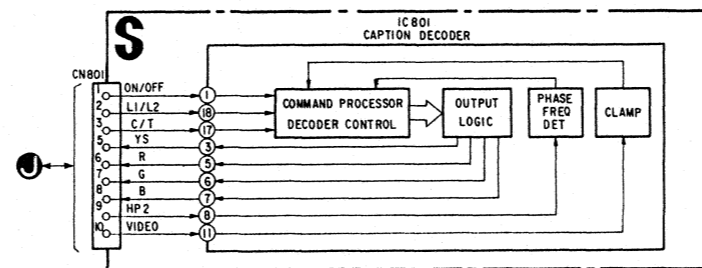 S
IC801
CAPTION DECODER
CN801
1 ON/OFF 1
2 L1/L2 18
3 C/T 17
5 YS 3
6 R 5
7 G 6
8 B 7
9 HP2 8
10 VIDEO 11
COMMAND PROCESSOR
DECODER CONTROL
OUTPUT
LOGIC
PHASE
FREQ
DET
CLAMP
J